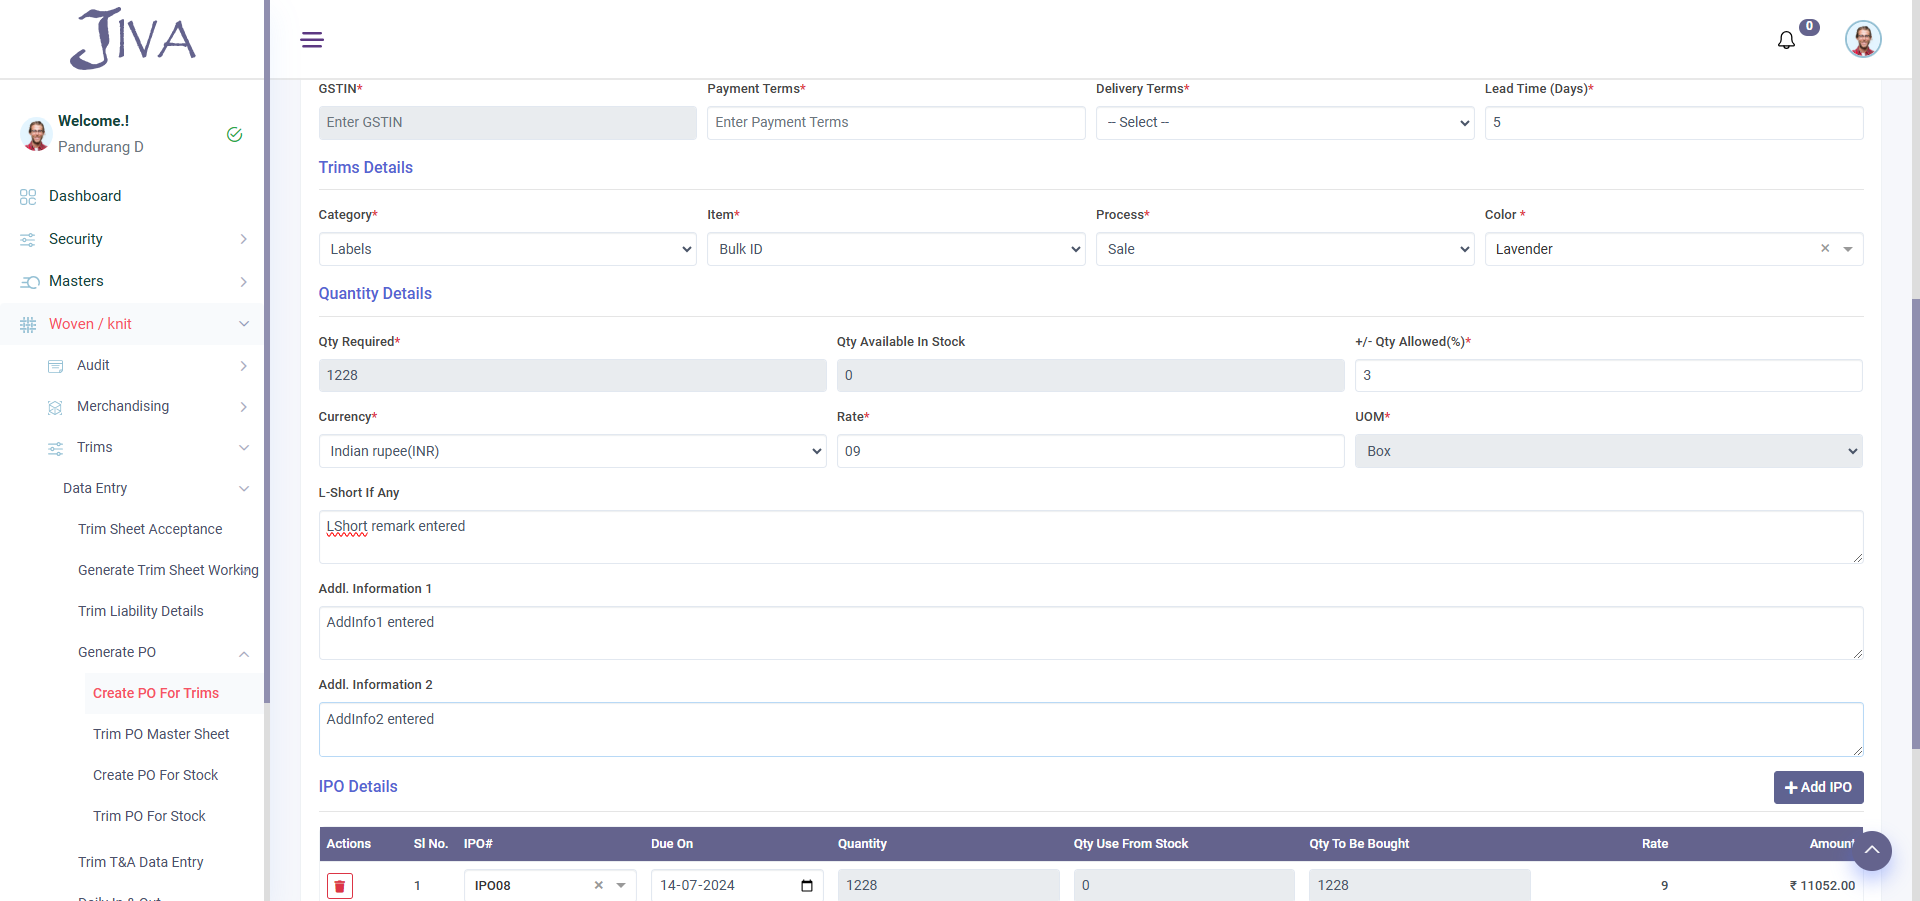 JIVA
0
Welcome.!
Pandurang D
Dashboard
Security
Masters
Woven / knit
Audit
Merchandising
Trims
Data Entry
Trim Sheet Acceptance
Generate Trim Sheet Working
Trim Liability Details
Generate PO
Create PO For Trims
Trim PO Master Sheet
Create PO For Stock
Trim PO For Stock
Trim T&A Data Entry
Daily In & Out
GSTIN* Payment Terms* Delivery Terms* Lead Time (Days)*
Enter GSTIN Enter Payment Terms -- Select -- 5
Trims Details
Category* Item* Process* Color *
Labels Bulk ID Sale Lavender ×
Quantity Details
Qty Required* Qty Available In Stock +/- Qty Allowed(%)*
1228 0 3
Currency* Rate* UOM*
Indian rupee(INR) 09 Box
L-Short If Any
LShort remark entered
Addl. Information 1
AddInfo1 entered
Addl. Information 2
AddInfo2 entered
IPO Details
+ Add IPO
Actions Sl No. IPO# Due On Quantity Qty Use From Stock Qty To Be Bought Rate Amount
1 IPO08 × 14-07-2024 1228 0 1228 9 ₹ 11052.00